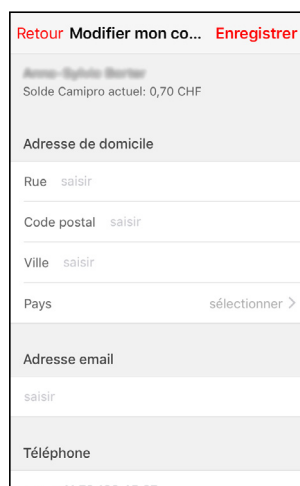 Retour Modifier mon co... Enregistrer
Solde Camipro actuel: 0,70 CHF
Adresse de domicile
Rue saisir
Code postal saisir
Ville saisir
Pays sélectionner >
Adresse email
saisir
Téléphone